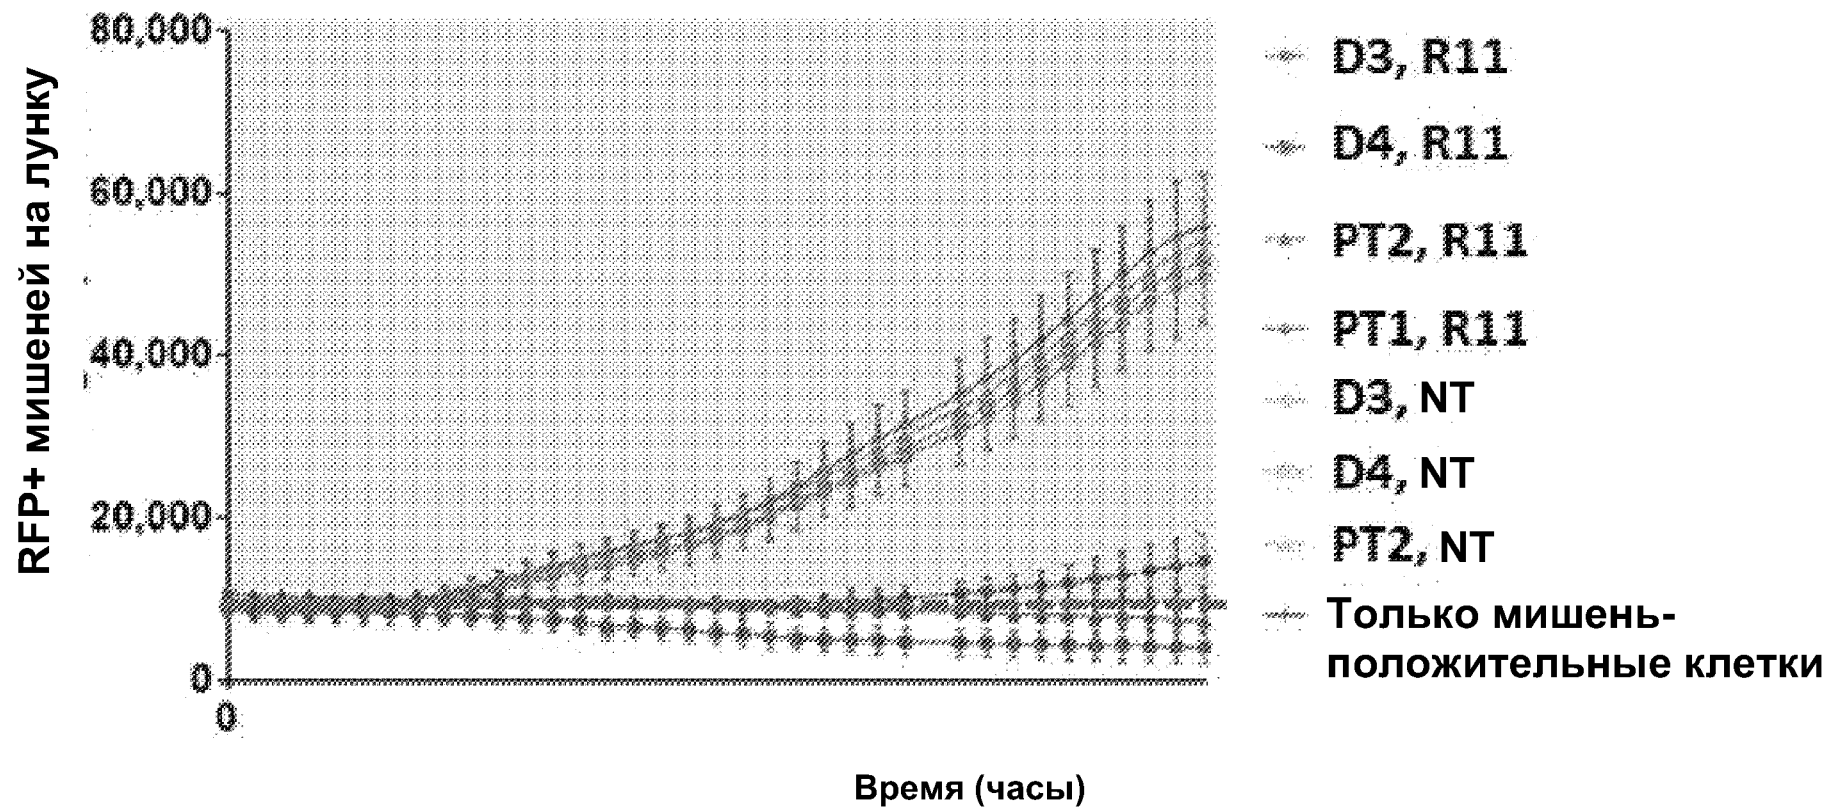 RFP+ мишеней на лунку
80,000
60,000
40,000
20,000
0
0
Время (часы)
D3, R11
D4, R11
PT2, R11
PT1, R11
D3, NT
D4, NT
PT2, NT
Только мишень-
положительные клетки